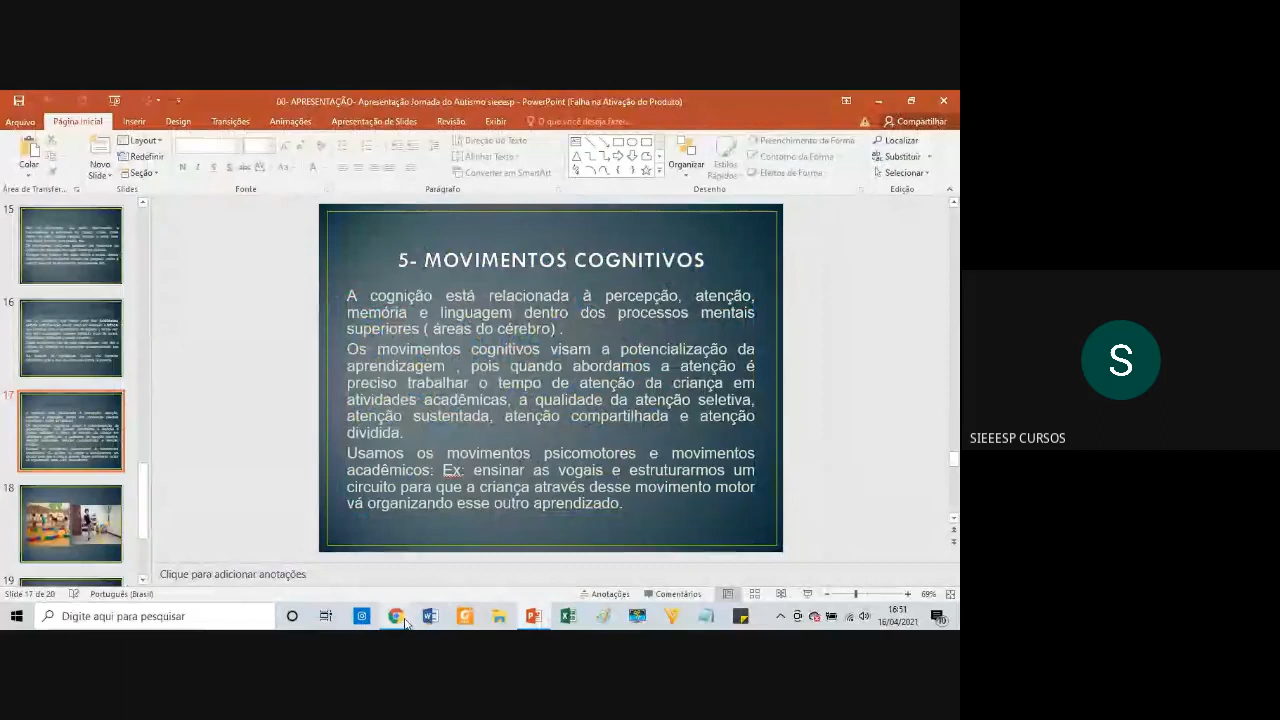 00- APRESENTAÇÃO- Apresentação Jornada do Autismo sieeesp - PowerPoint (Falha na Ativação do Produto)
Arquivo Página Inicial Inserir Design Transições Animações Apresentação de Slides Revisão Exibir O que você deseja fazer... Compartilhar
Colar
Novo Slide
Layout
Redefinir
Seção
Direção do Texto
Alinhar Texto
Converter em SmartArt
Organizar
Estilos Rápidos
Preenchimento da Forma
Contorno da Forma
Efeitos de Forma
Localizar
Substituir
Selecionar
Área de Transfer... Slides Fonte Parágrafo Desenho Edição
15
16
17
18
19
5- MOVIMENTOS COGNITIVOS
A cognição está relacionada à percepção, atenção,
memória e linguagem dentro dos processos mentais
superiores ( áreas do cérebro) .
Os movimentos cognitivos visam a potencialização da
aprendizagem , pois quando abordamos a atenção é
preciso trabalhar o tempo de atenção da criança em
atividades acadêmicas, a qualidade da atenção seletiva,
atenção sustentada, atenção compartilhada e atenção
dividida.
Usamos os movimentos psicomotores e movimentos
acadêmicos: Ex: ensinar as vogais e estruturarmos um
circuito para que a criança através desse movimento motor
vá organizando esse outro aprendizado.
Clique para adicionar anotações
Slide 17 de 20 Português (Brasil) Anotações Comentários 69%
Digite aqui para pesquisar
16:51
16/04/2021
S
SIEEESP CURSOS